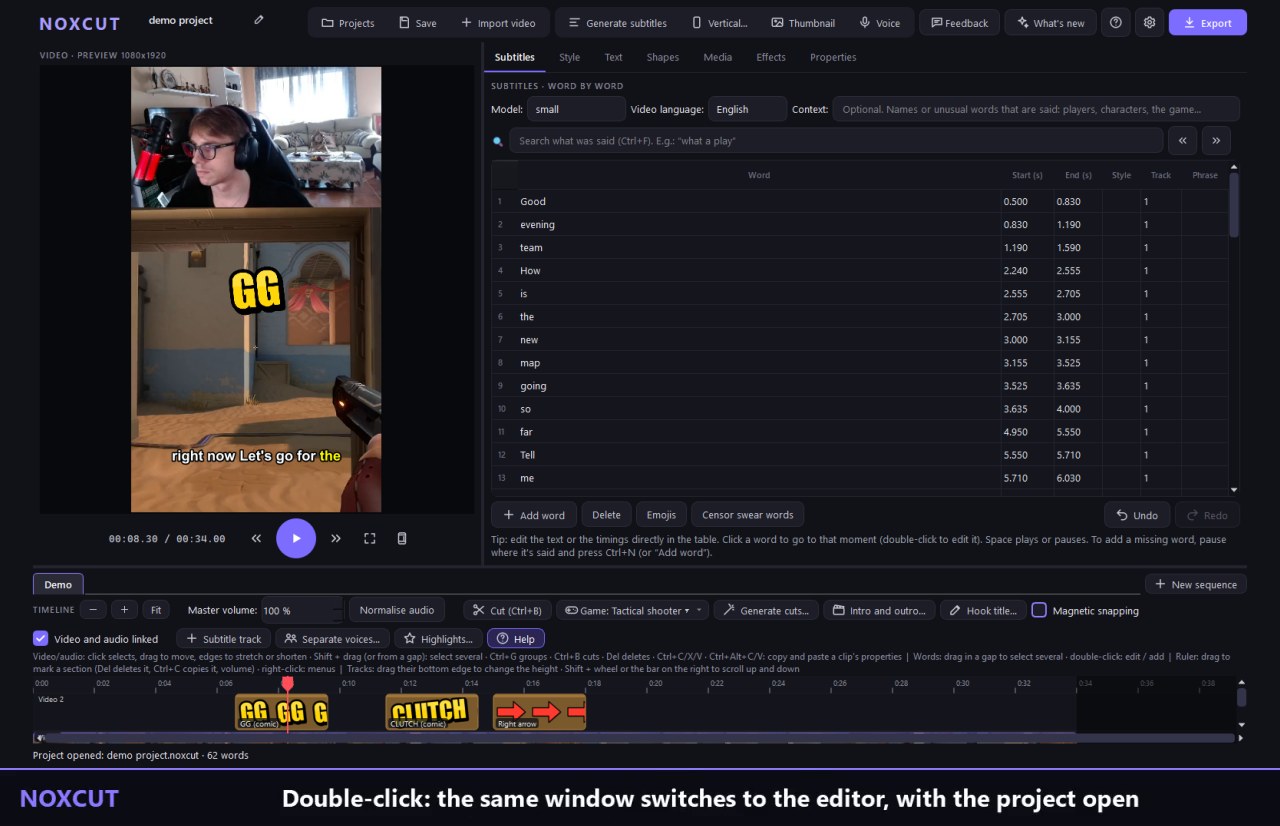 NOXCUT demo project Projects Save Import video Generate subtitles Vertical... Thumbnail Voice Feedback What's new Export
VIDEO · PREVIEW 1080x1920
GG
right now Let's go for the
00:08.30 / 00:34.00
Subtitles Style Text Shapes Media Effects Properties
SUBTITLES · WORD BY WORD
Model: small Video language: English Context: Optional. Names or unusual words that are said: players, characters, the game...
Search what was said (Ctrl+F). E.g.: "what a play"
Word Start (s) End (s) Style Track Phrase
1 Good 0.500 0.830 1
2 evening 0.830 1.190 1
3 team 1.190 1.590 1
4 How 2.240 2.555 1
5 is 2.555 2.705 1
6 the 2.705 3.000 1
7 new 3.000 3.155 1
8 map 3.155 3.525 1
9 going 3.525 3.635 1
10 so 3.635 4.000 1
11 far 4.950 5.550 1
12 Tell 5.550 5.710 1
13 me 5.710 6.030 1
Add word Delete Emojis Censor swear words Undo Redo
Tip: edit the text or the timings directly in the table. Click a word to go to that moment (double-click to edit it). Space plays or pauses. To add a missing word, pause
where it's said and press Ctrl+N (or "Add word").
Demo New sequence
TIMELINE Fit Master volume: 100 % Normalise audio Cut (Ctrl+B) Game: Tactical shooter Generate cuts... Intro and outro... Hook title... Magnetic snapping
Video and audio linked Subtitle track Separate voices... Highlights... Help
Video/audio: click selects, drag to move, edges to stretch or shorten · Shift + drag (or from a gap): select several · Ctrl+G groups · Ctrl+B cuts · Del deletes · Ctrl+C/X/V · Ctrl+Alt+C/V: copy and paste a clip's properties | Words: drag in a gap to select several · double-click: edit / add | Ruler: drag to
mark a section (Del deletes it, Ctrl+C copies it, volume) · right-click: menus | Tracks: drag their bottom edge to change the height · Shift + wheel or the bar on the right to scroll up and down
0:00 0:02 0:04 0:06 0:10 0:12 0:14 0:16 0:18 0:20 0:22 0:24 0:26 0:28 0:30 0:32 0:34 0:36 0:38
Video 2
GG GG G CLUTCH
GG (comic) CLUTCH (comic) Right arrow
Project opened: demo project.noxcut · 62 words
NOXCUT Double-click: the same window switches to the editor, with the project open